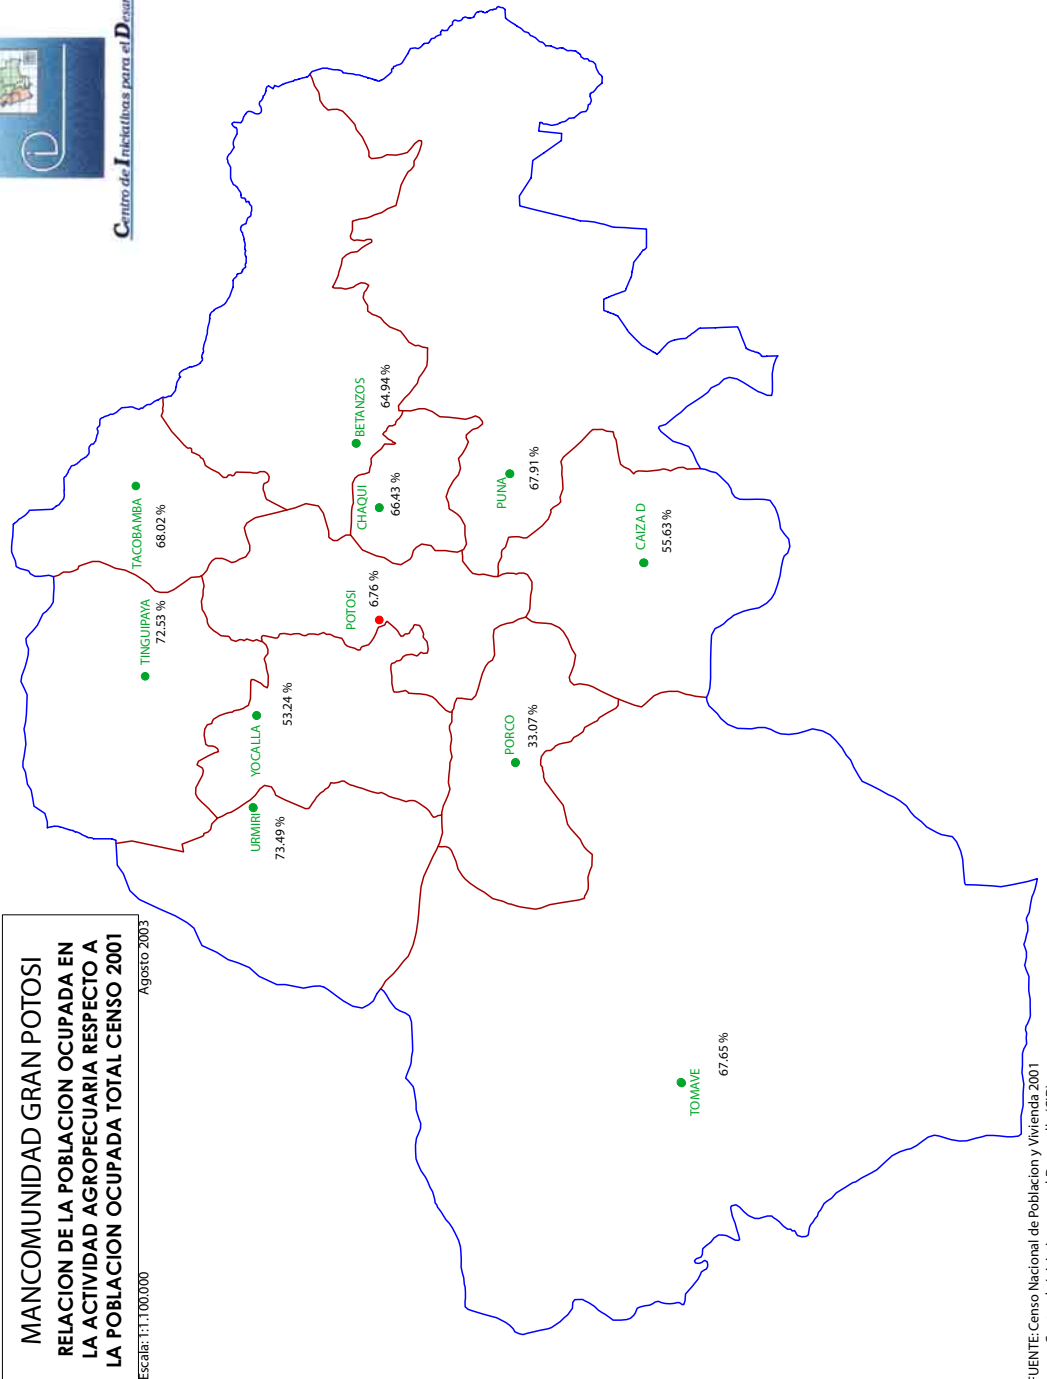 MANCOMUNIDAD GRAN POTOSI
RELACION DE LA POBLACION OCUPADA EN
LA ACTIVIDAD AGROPECUARIA RESPECTO A
LA POBLACION OCUPADA TOTAL CENSO 2001
Escala: 1:1.100.000 Agosto 2003
Centro de Iniciativas para el
TACOBAMBA
68.02 %
TINGUIPAYA
72.53 %
BETANZOS
64.94 %
CHAQUI
66.43 %
POTOSI
6.76 %
YOCALLA
53.24 %
URMIRI
73.49 %
PUNA
67.91 %
PORCO
33.07 %
CAIZA D
55.63 %
TOMAVE
67.65 %
FUENTE: Censo Nacional de Poblacion y Vivienda 2001